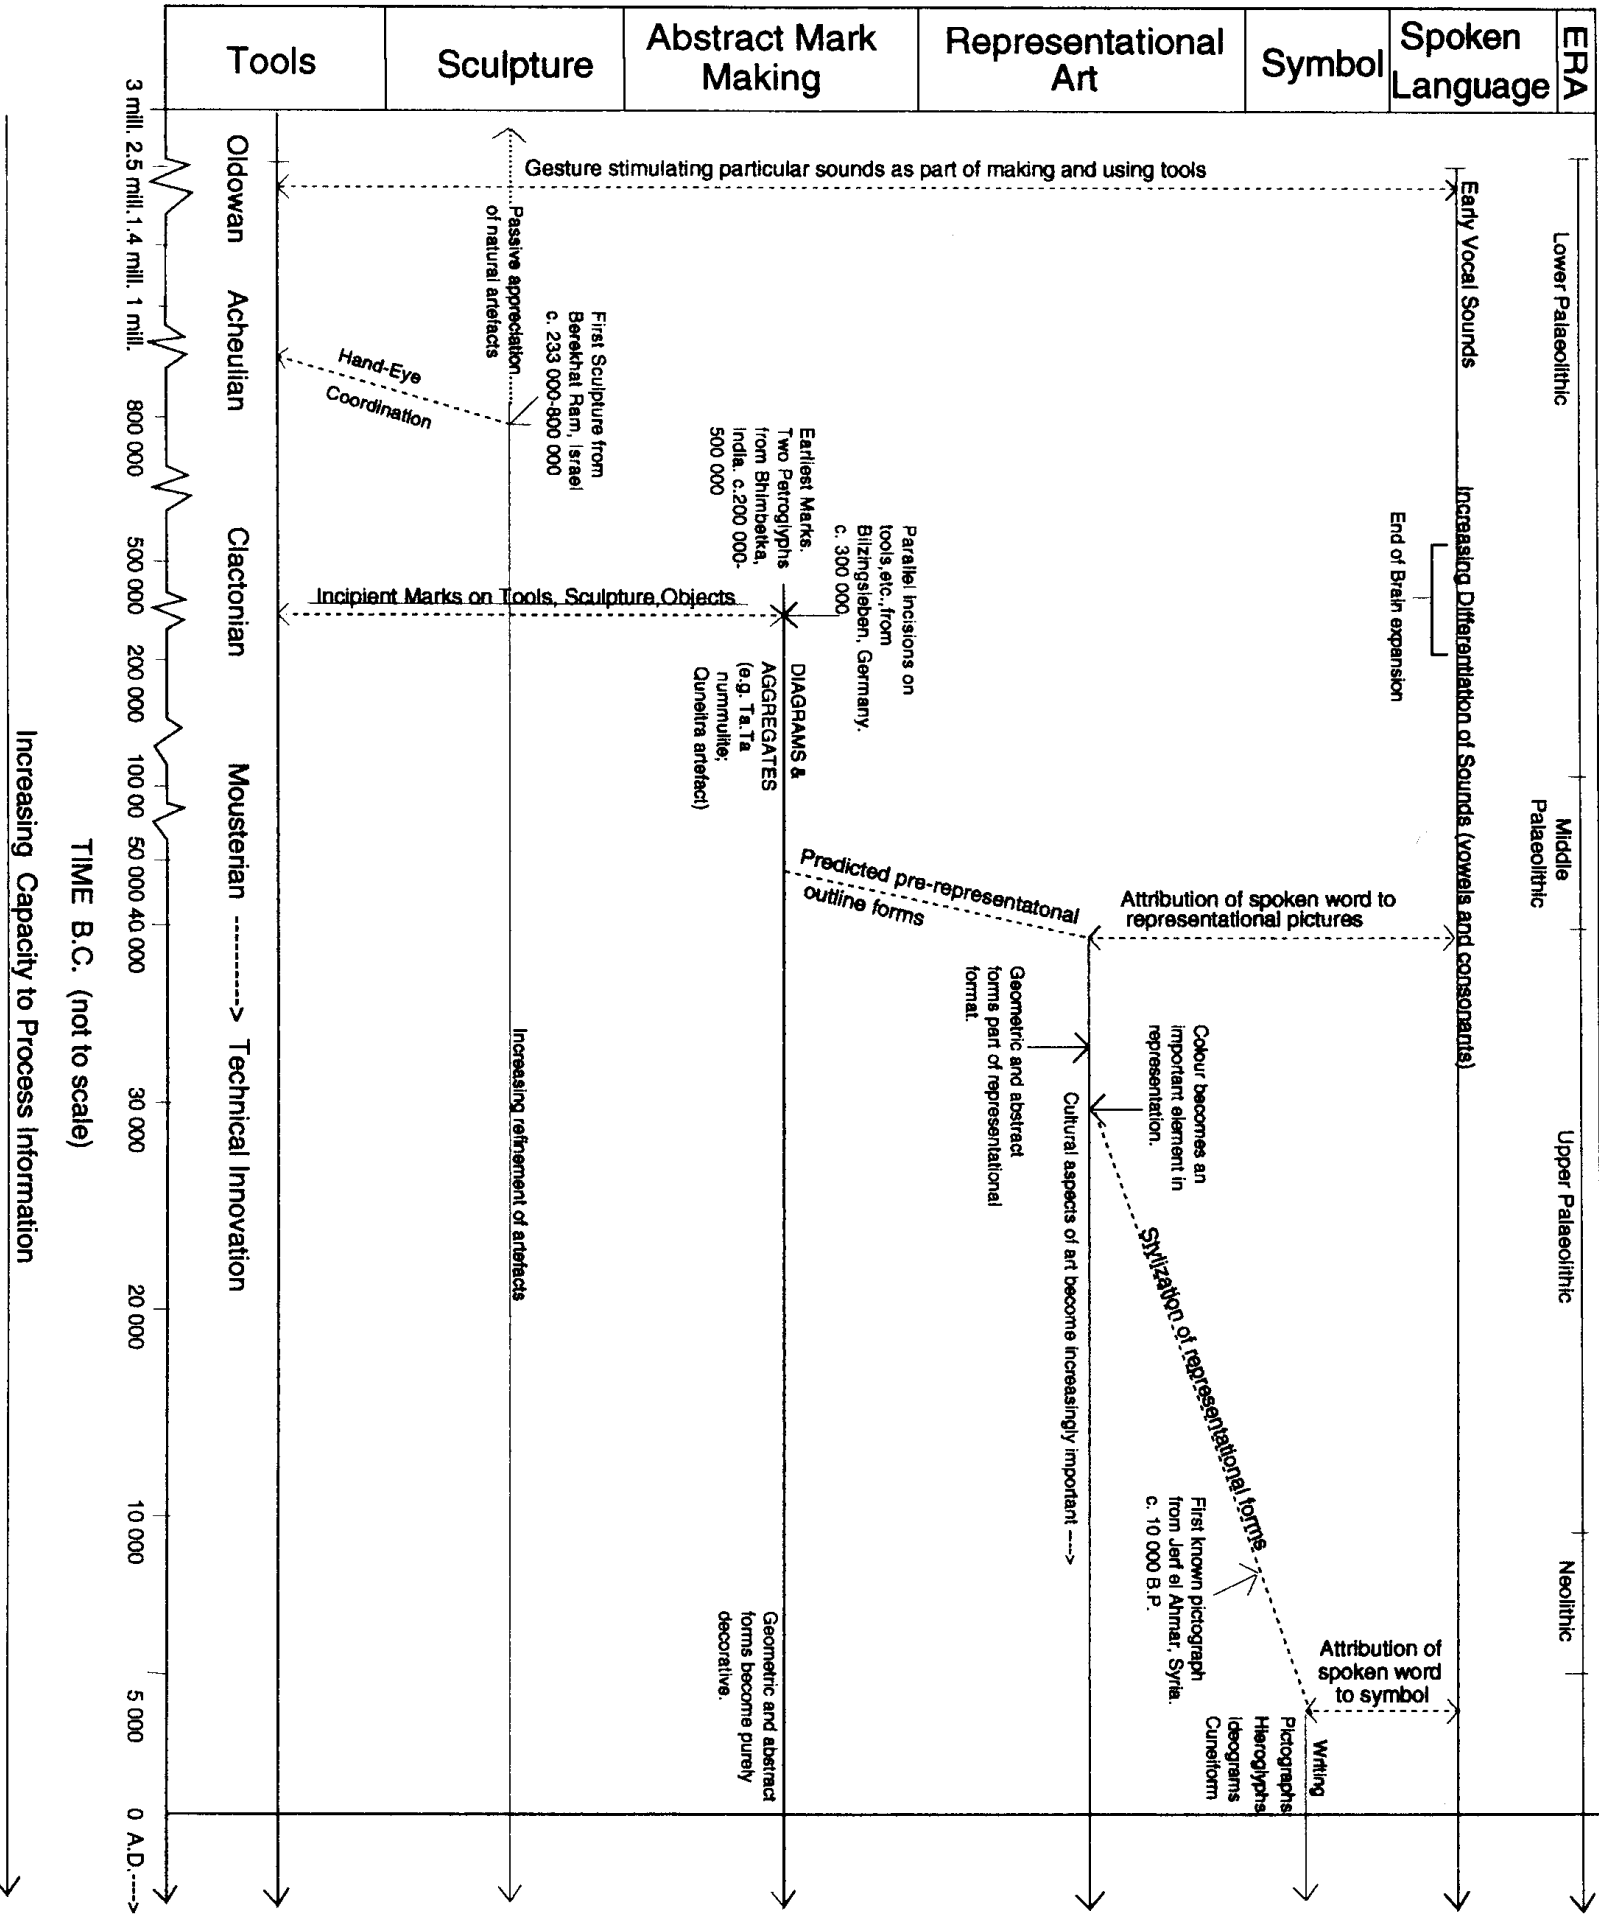 Tools
Sculpture
Abstract Mark
Making
Representational
Art
Symbol
Spoken
Language
ERA
3 mill.
2.5 mill.
1.4 mill.
1 mill.
800 000
500 000
200 000
100 00
50 000
40 000
30 000
20 000
10 000
5 000
0
A.D.---->
TIME B.C. (not to scale)
Increasing Capacity to Process Information
Oldowan
Acheulian
Clactonian
Mousterian --------> Technical Innovation
Gesture stimulating particular sounds as part of making and using tools
Passive appreciation
of natural artefacts
First Sculpture from
Berekhat Ram, Israel
c. 233 000-800 000
Hand-Eye
Coordination
Increasing refinement of artefacts
Earliest Marks.
Two Petroglyphs
from Bhimbetka,
India. c.200 000-
500 000
Parallel incisions on
tools,etc.,from
Bilzingsleben, Germany.
c. 300 000
Incipient Marks on Tools, Sculpture,Objects
DIAGRAMS &
AGGREGATES
(e.g. Ta.Ta
nummulite;
Quneitra artefact)
Predicted pre-representatonal
outline forms
Attribution of spoken word to
representational pictures
Geometric and abstract
forms part of representational
format.
Colour becomes an
important element in
representation.
Cultural aspects of art become increasingly important ---->
Stylization of representational forms
First known pictograph
from Jerf el Ahmar, Syria.
c. 10 000 B.P.
Geometric and abstract
forms become purely
decorative.
Attribution of
spoken word
to symbol
Writing
Pictographs
Hieroglyphs
Ideograms
Cuneiform
Early Vocal Sounds
Increasing Differentiation of Sounds (vowels and consonants)
End of Brain expansion
Lower Palaeolithic
Middle
Palaeolithic
Upper Palaeolithic
Neolithic